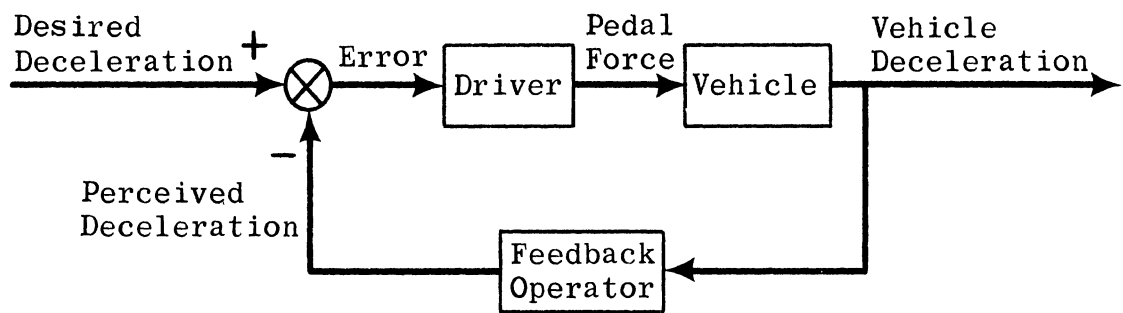 Desired
Deceleration
+
Error
Driver
Pedal
Force
Vehicle
Vehicle
Deceleration
−
Perceived
Deceleration
Feedback
Operator